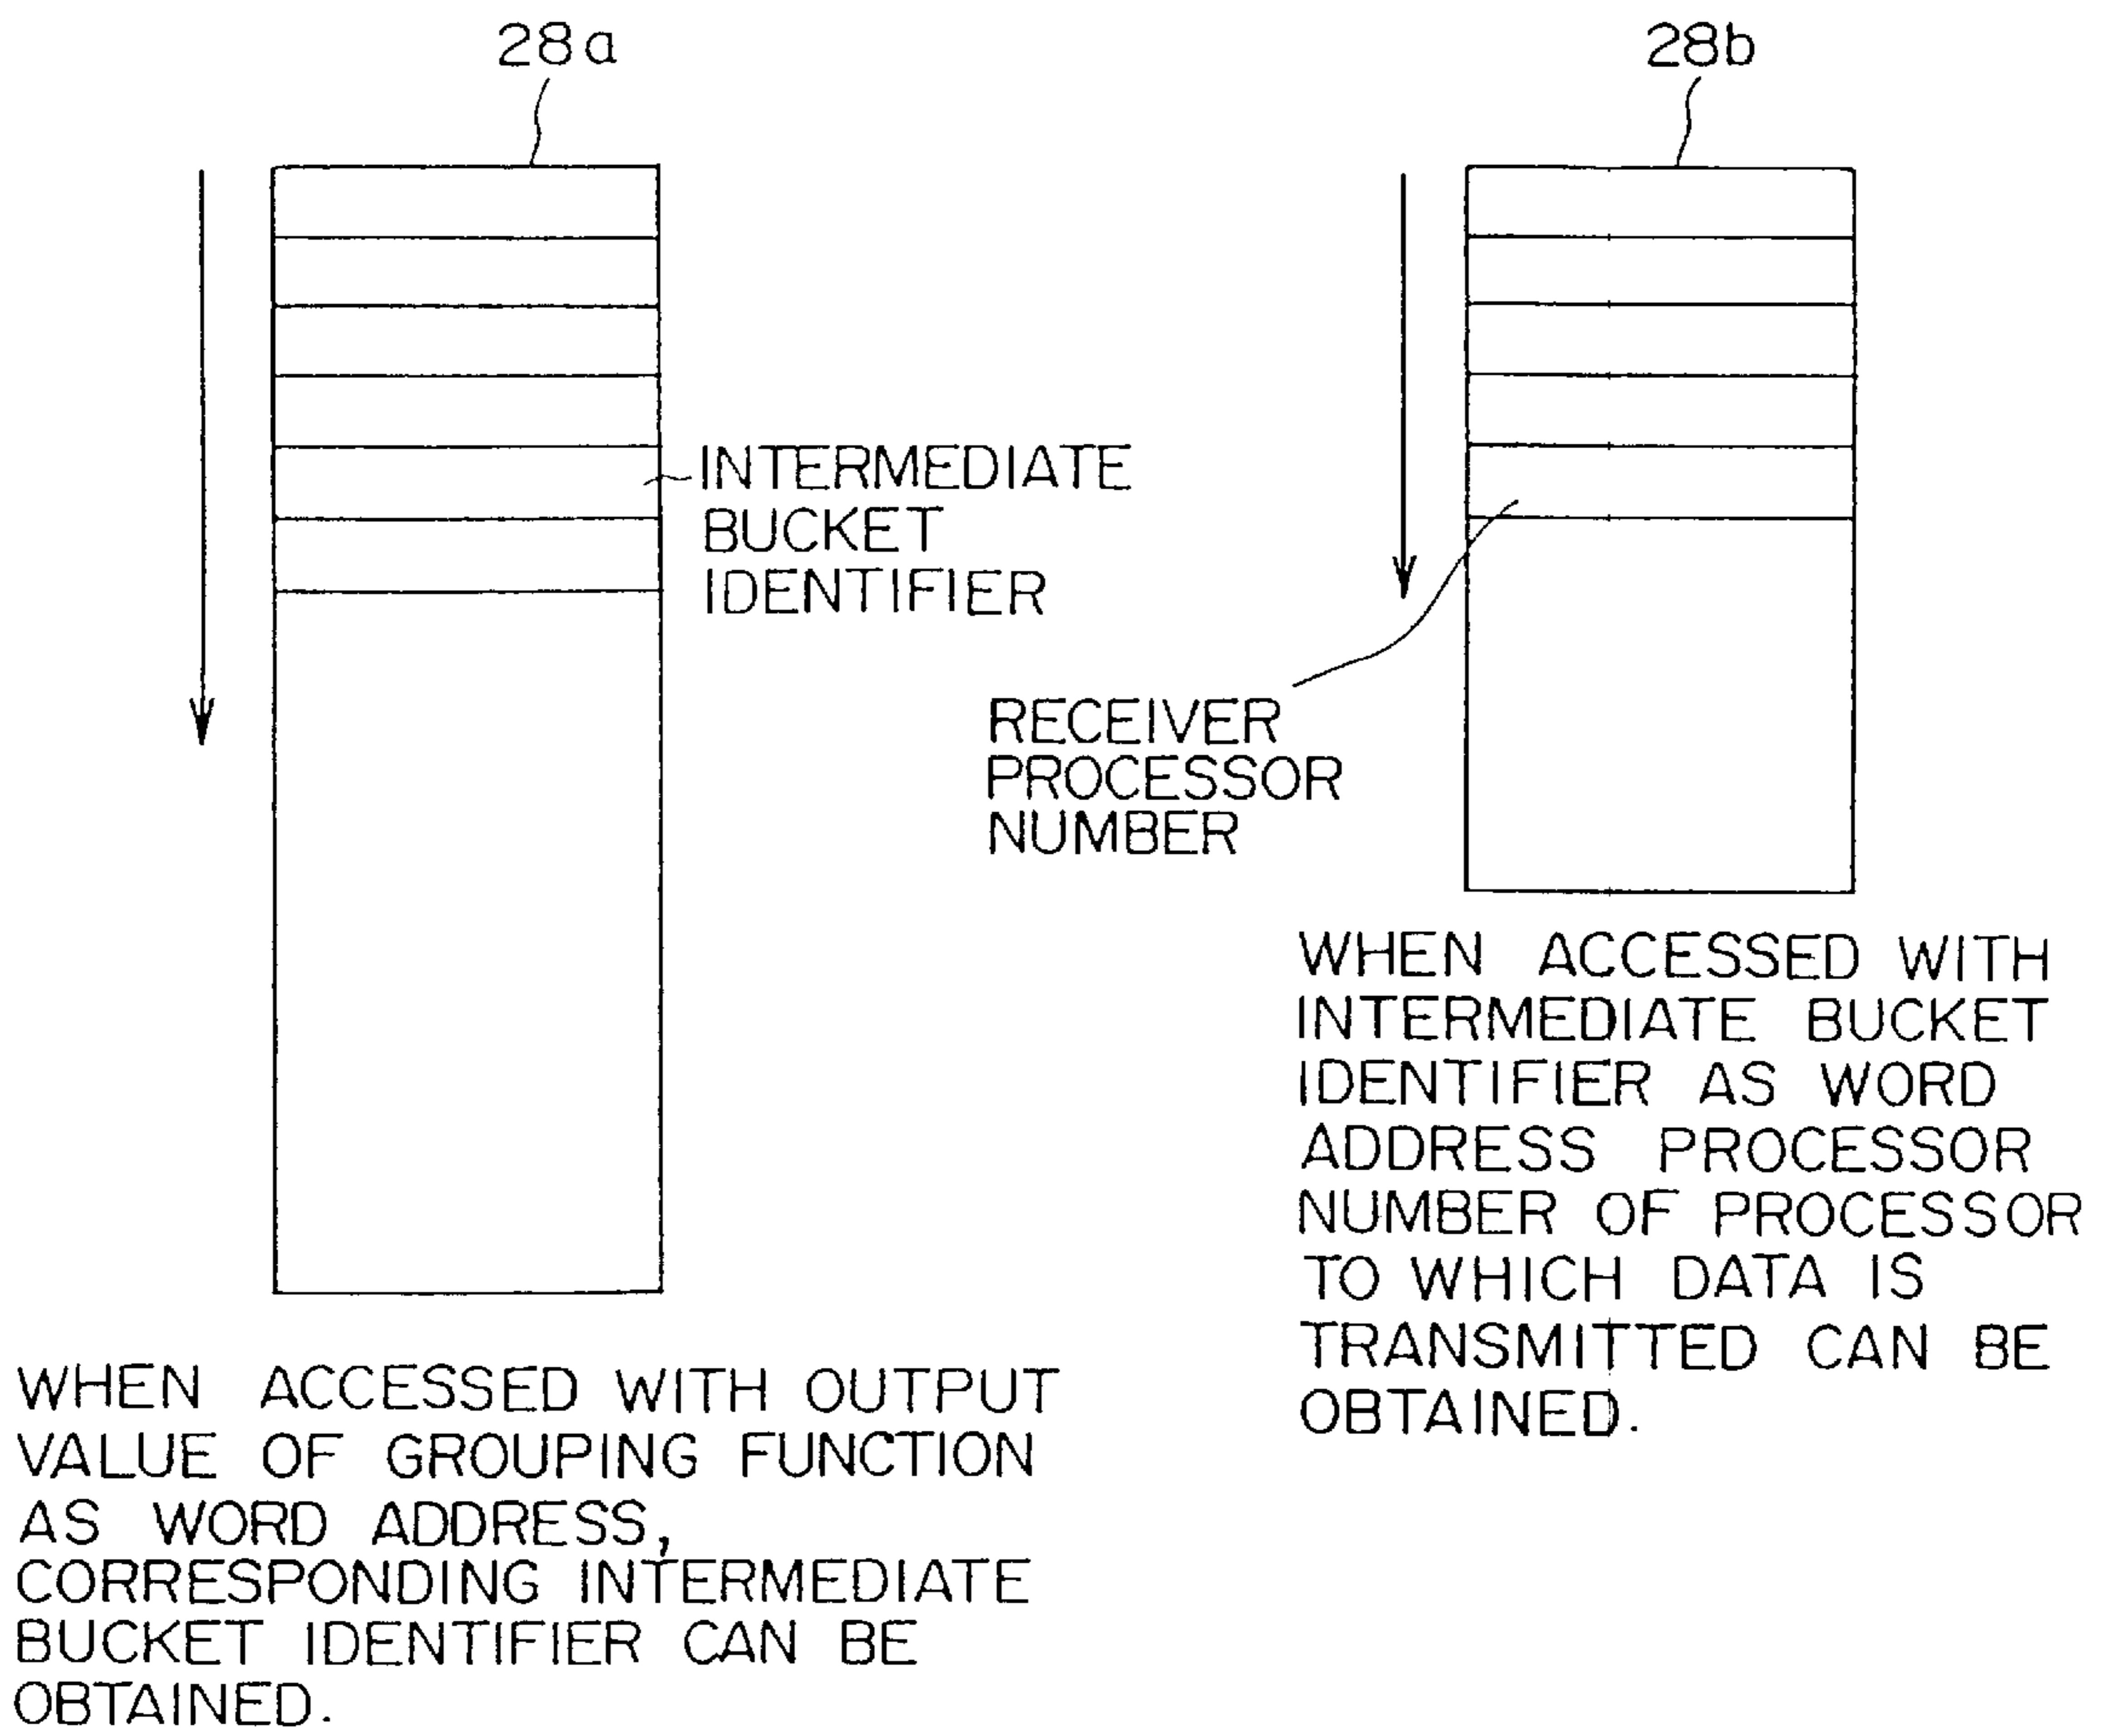 28a
28b
INTERMEDIATE
BUCKET
IDENTIFIER
RECEIVER
PROCESSOR
NUMBER
WHEN ACCESSED WITH
INTERMEDIATE BUCKET
IDENTIFIER AS WORD
ADDRESS PROCESSOR
NUMBER OF PROCESSOR
TO WHICH DATA IS
TRANSMITTED CAN BE
OBTAINED.
WHEN ACCESSED WITH OUTPUT
VALUE OF GROUPING FUNCTION
AS WORD ADDRESS,
CORRESPONDING INTERMEDIATE
BUCKET IDENTIFIER CAN BE
OBTAINED.